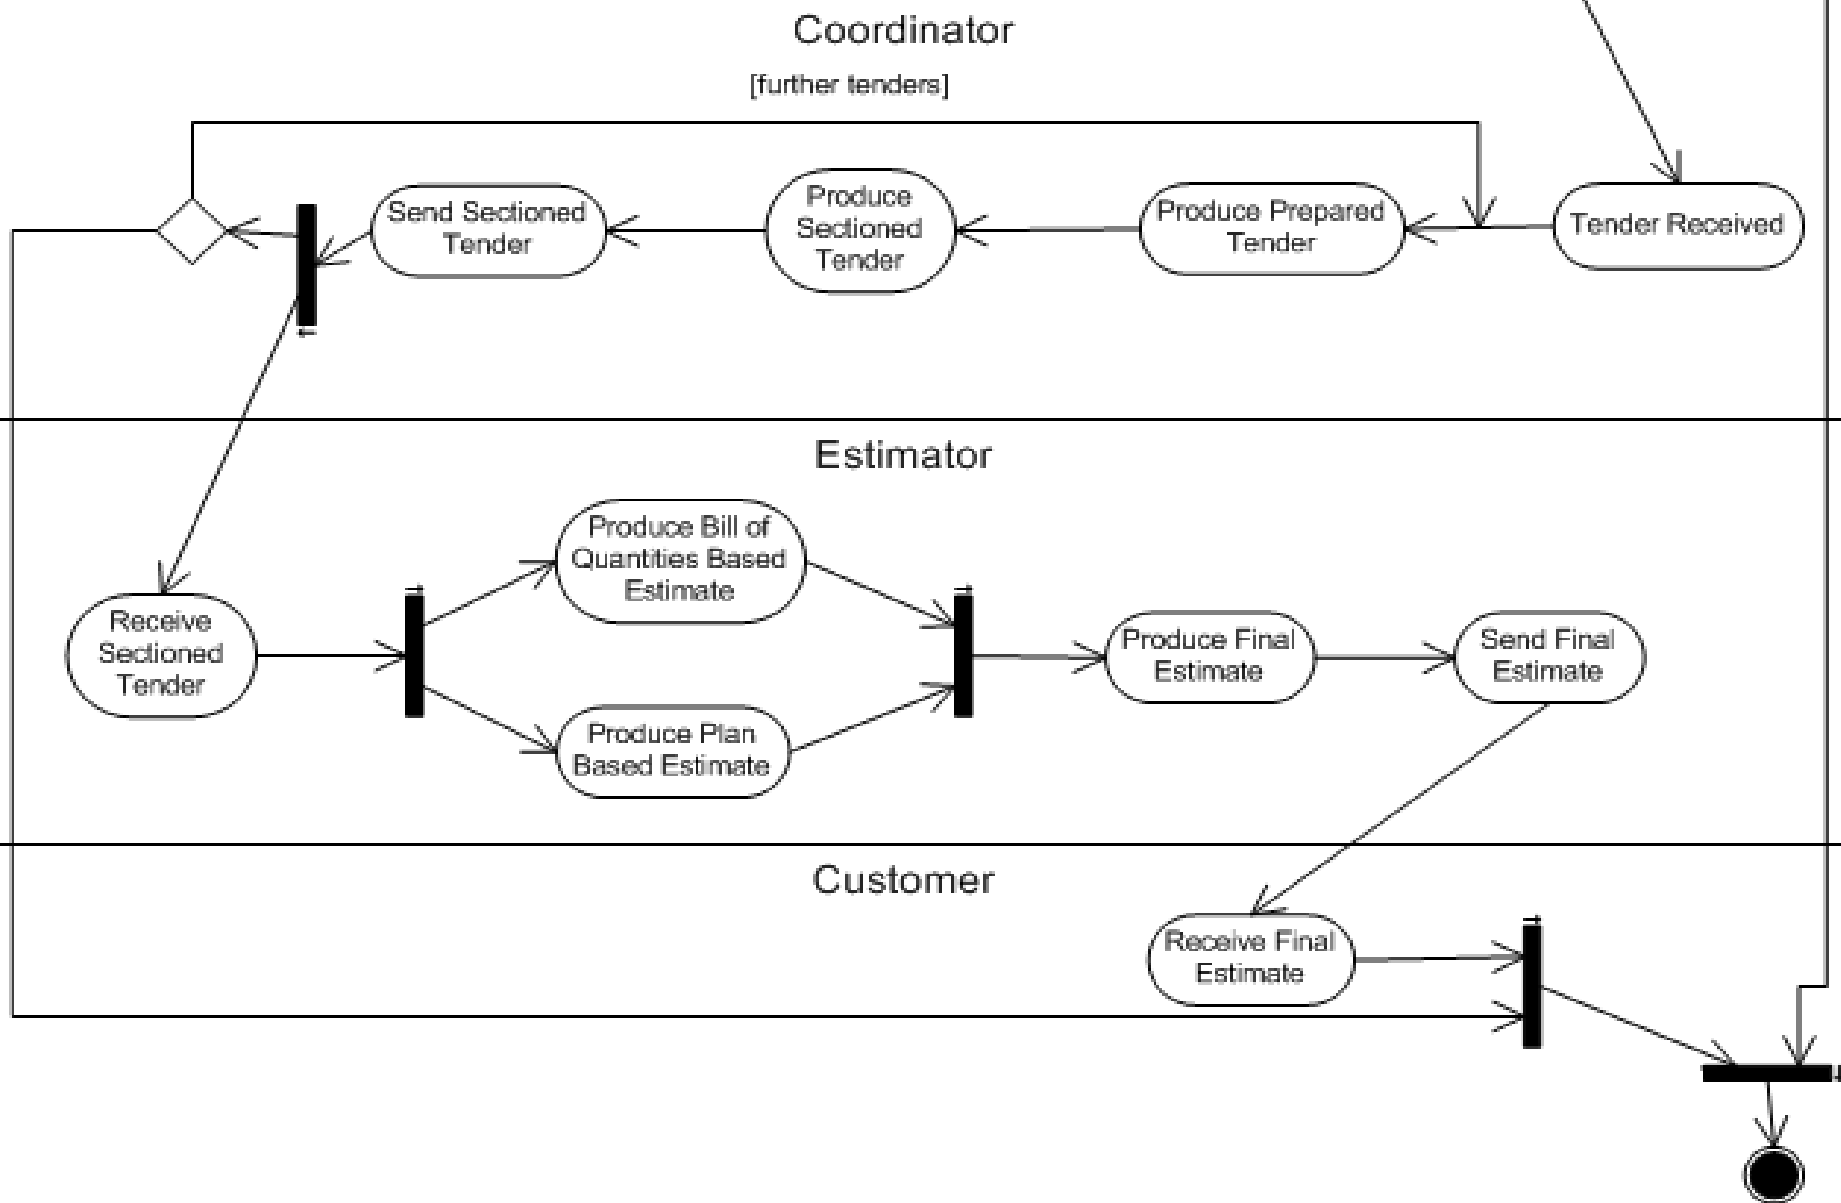 Coordinator
[further tenders]
Send Sectioned
Tender
Produce
Sectioned
Tender
Produce Prepared
Tender
Tender Received
Estimator
Receive
Sectioned
Tender
Produce Bill of
Quantities Based
Estimate
Produce Plan
Based Estimate
Produce Final
Estimate
Send Final
Estimate
Customer
Receive Final
Estimate